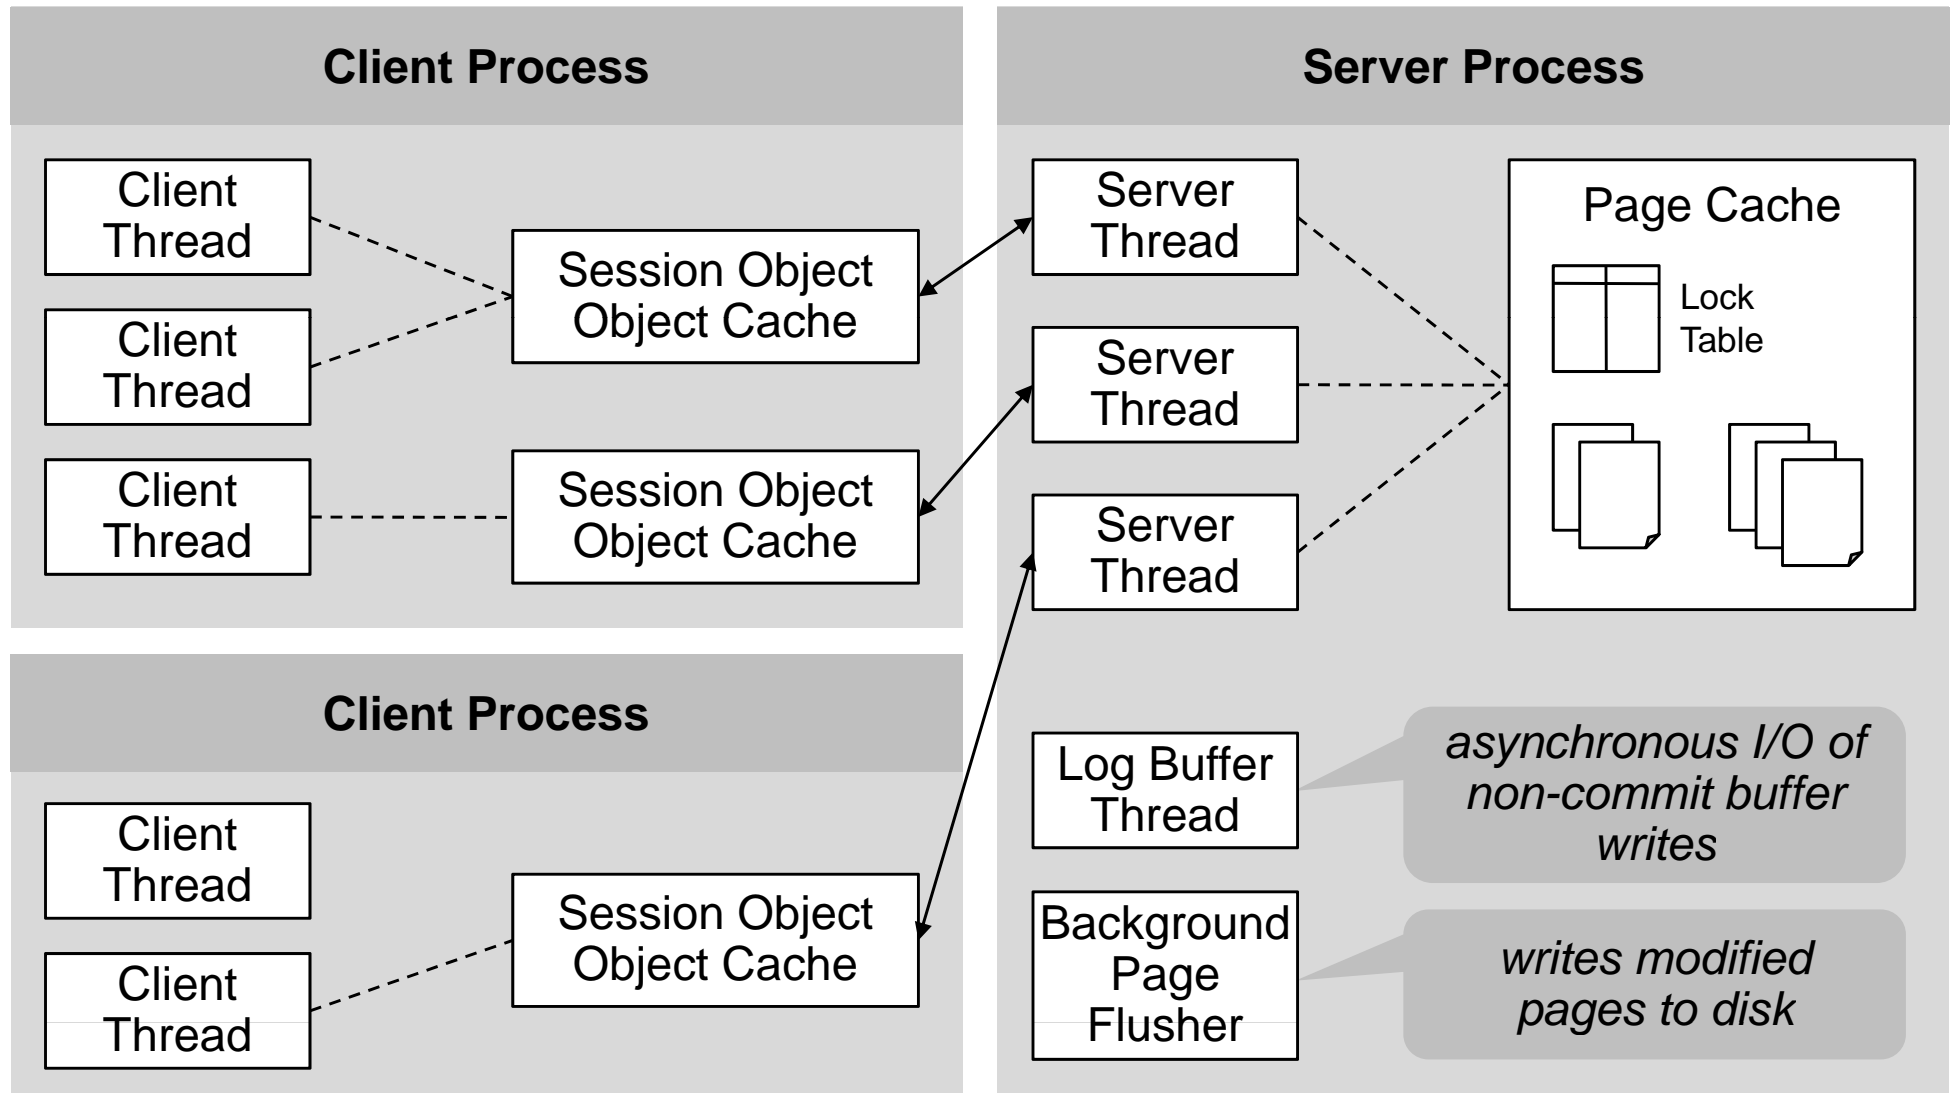 Client Process
Client
Thread
Client
Thread
Client
Thread
Session Object
Object Cache
Session Object
Object Cache
Client Process
Client
Thread
Client
Thread
Session Object
Object Cache
Server Process
Server
Thread
Server
Thread
Server
Thread
Page Cache
Lock
Table
Log Buffer
Thread
asynchronous I/O of
non-commit buffer
writes
Background
Page
Flusher
writes modified
pages to disk